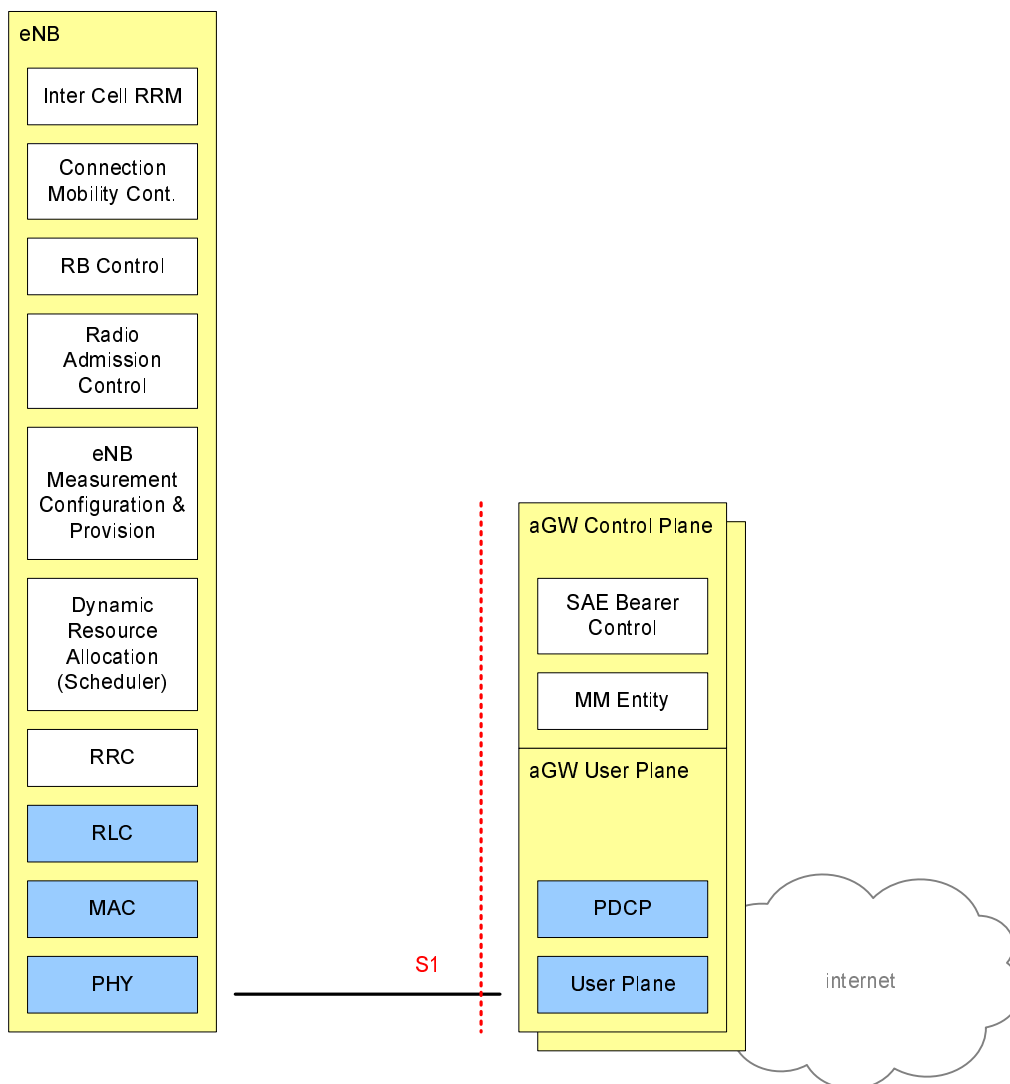 eNB
Inter Cell RRM
Connection
Mobility Cont.
RB Control
Radio
Admission
Control
eNB
Measurement
Configuration &
Provision
Dynamic
Resource
Allocation
(Scheduler)
RRC
RLC
MAC
PHY
S1
aGW Control Plane
SAE Bearer
Control
MM Entity
aGW User Plane
PDCP
User Plane
internet